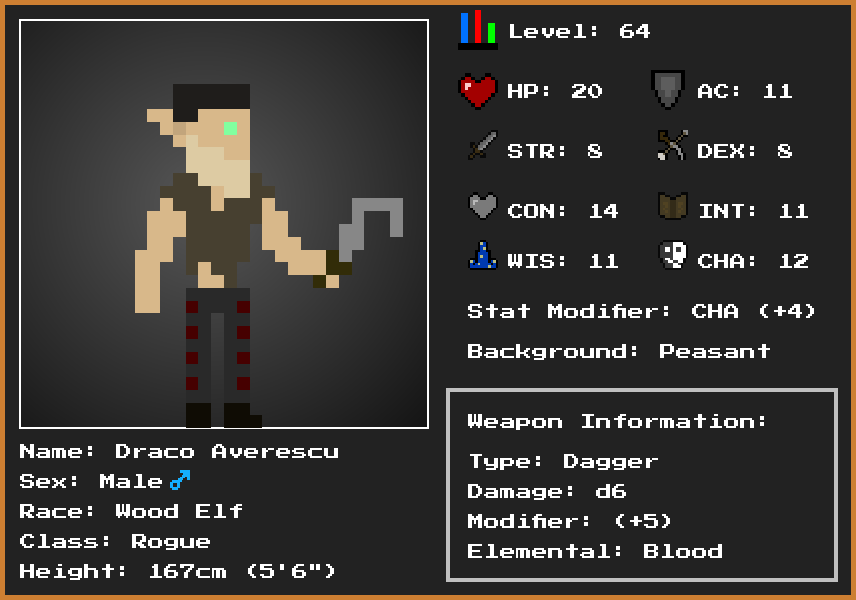 Level: 64
HP: 20
AC: 11
STR: 8
DEX: 8
CON: 14
INT: 11
WIS: 11
CHA: 12
Stat Modifier: CHA (+4)
Background: Peasant
Weapon Information:
Type: Dagger
Damage: d6
Modifier: (+5)
Elemental: Blood
Name: Draco Averescu
Sex: Male ♂
Race: Wood Elf
Class: Rogue
Height: 167cm (5'6")